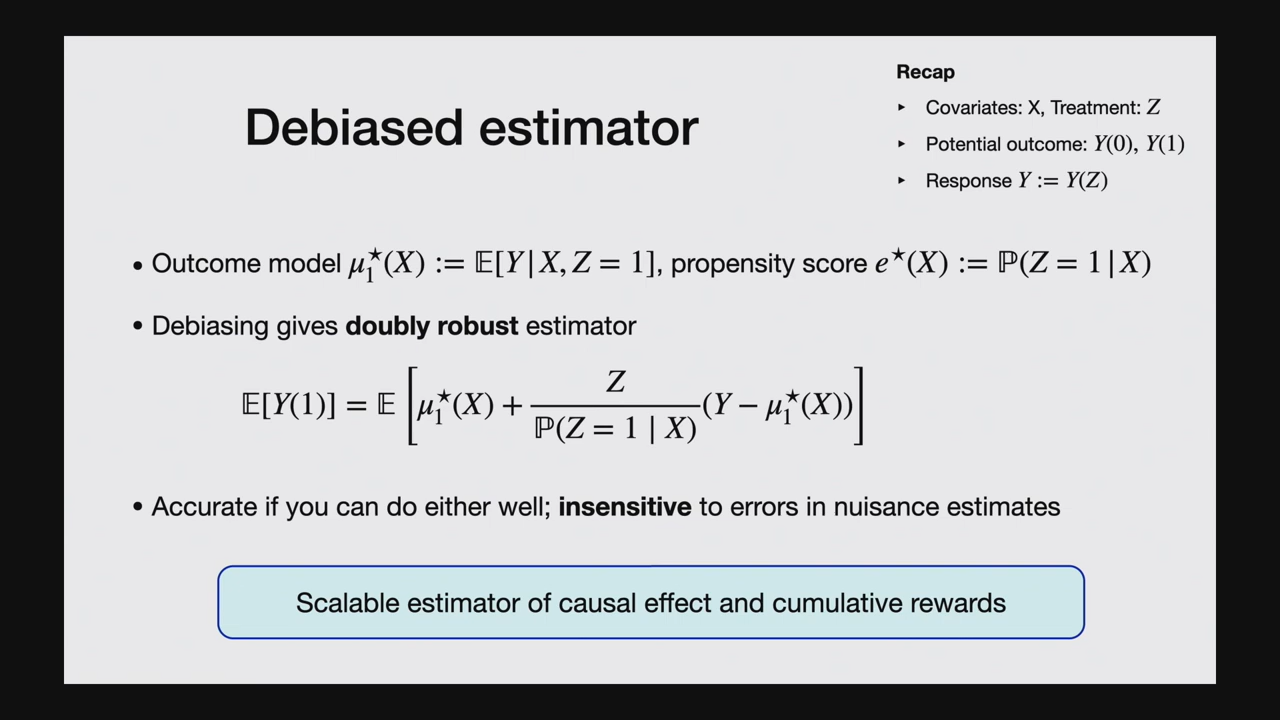 Recap
▸ Covariates: X, Treatment: Z
▸ Potential outcome: Y(0), Y(1)
▸ Response Y := Y(Z)
Debiased estimator
• Outcome model μ₁★(X) := 𝔼[Y|X, Z = 1], propensity score e★(X) := ℙ(Z = 1|X)
• Debiasing gives doubly robust estimator
𝔼[Y(1)] = 𝔼 [μ₁★(X) + Z / ℙ(Z = 1 | X) (Y − μ₁★(X))]
• Accurate if you can do either well; insensitive to errors in nuisance estimates
Scalable estimator of causal effect and cumulative rewards